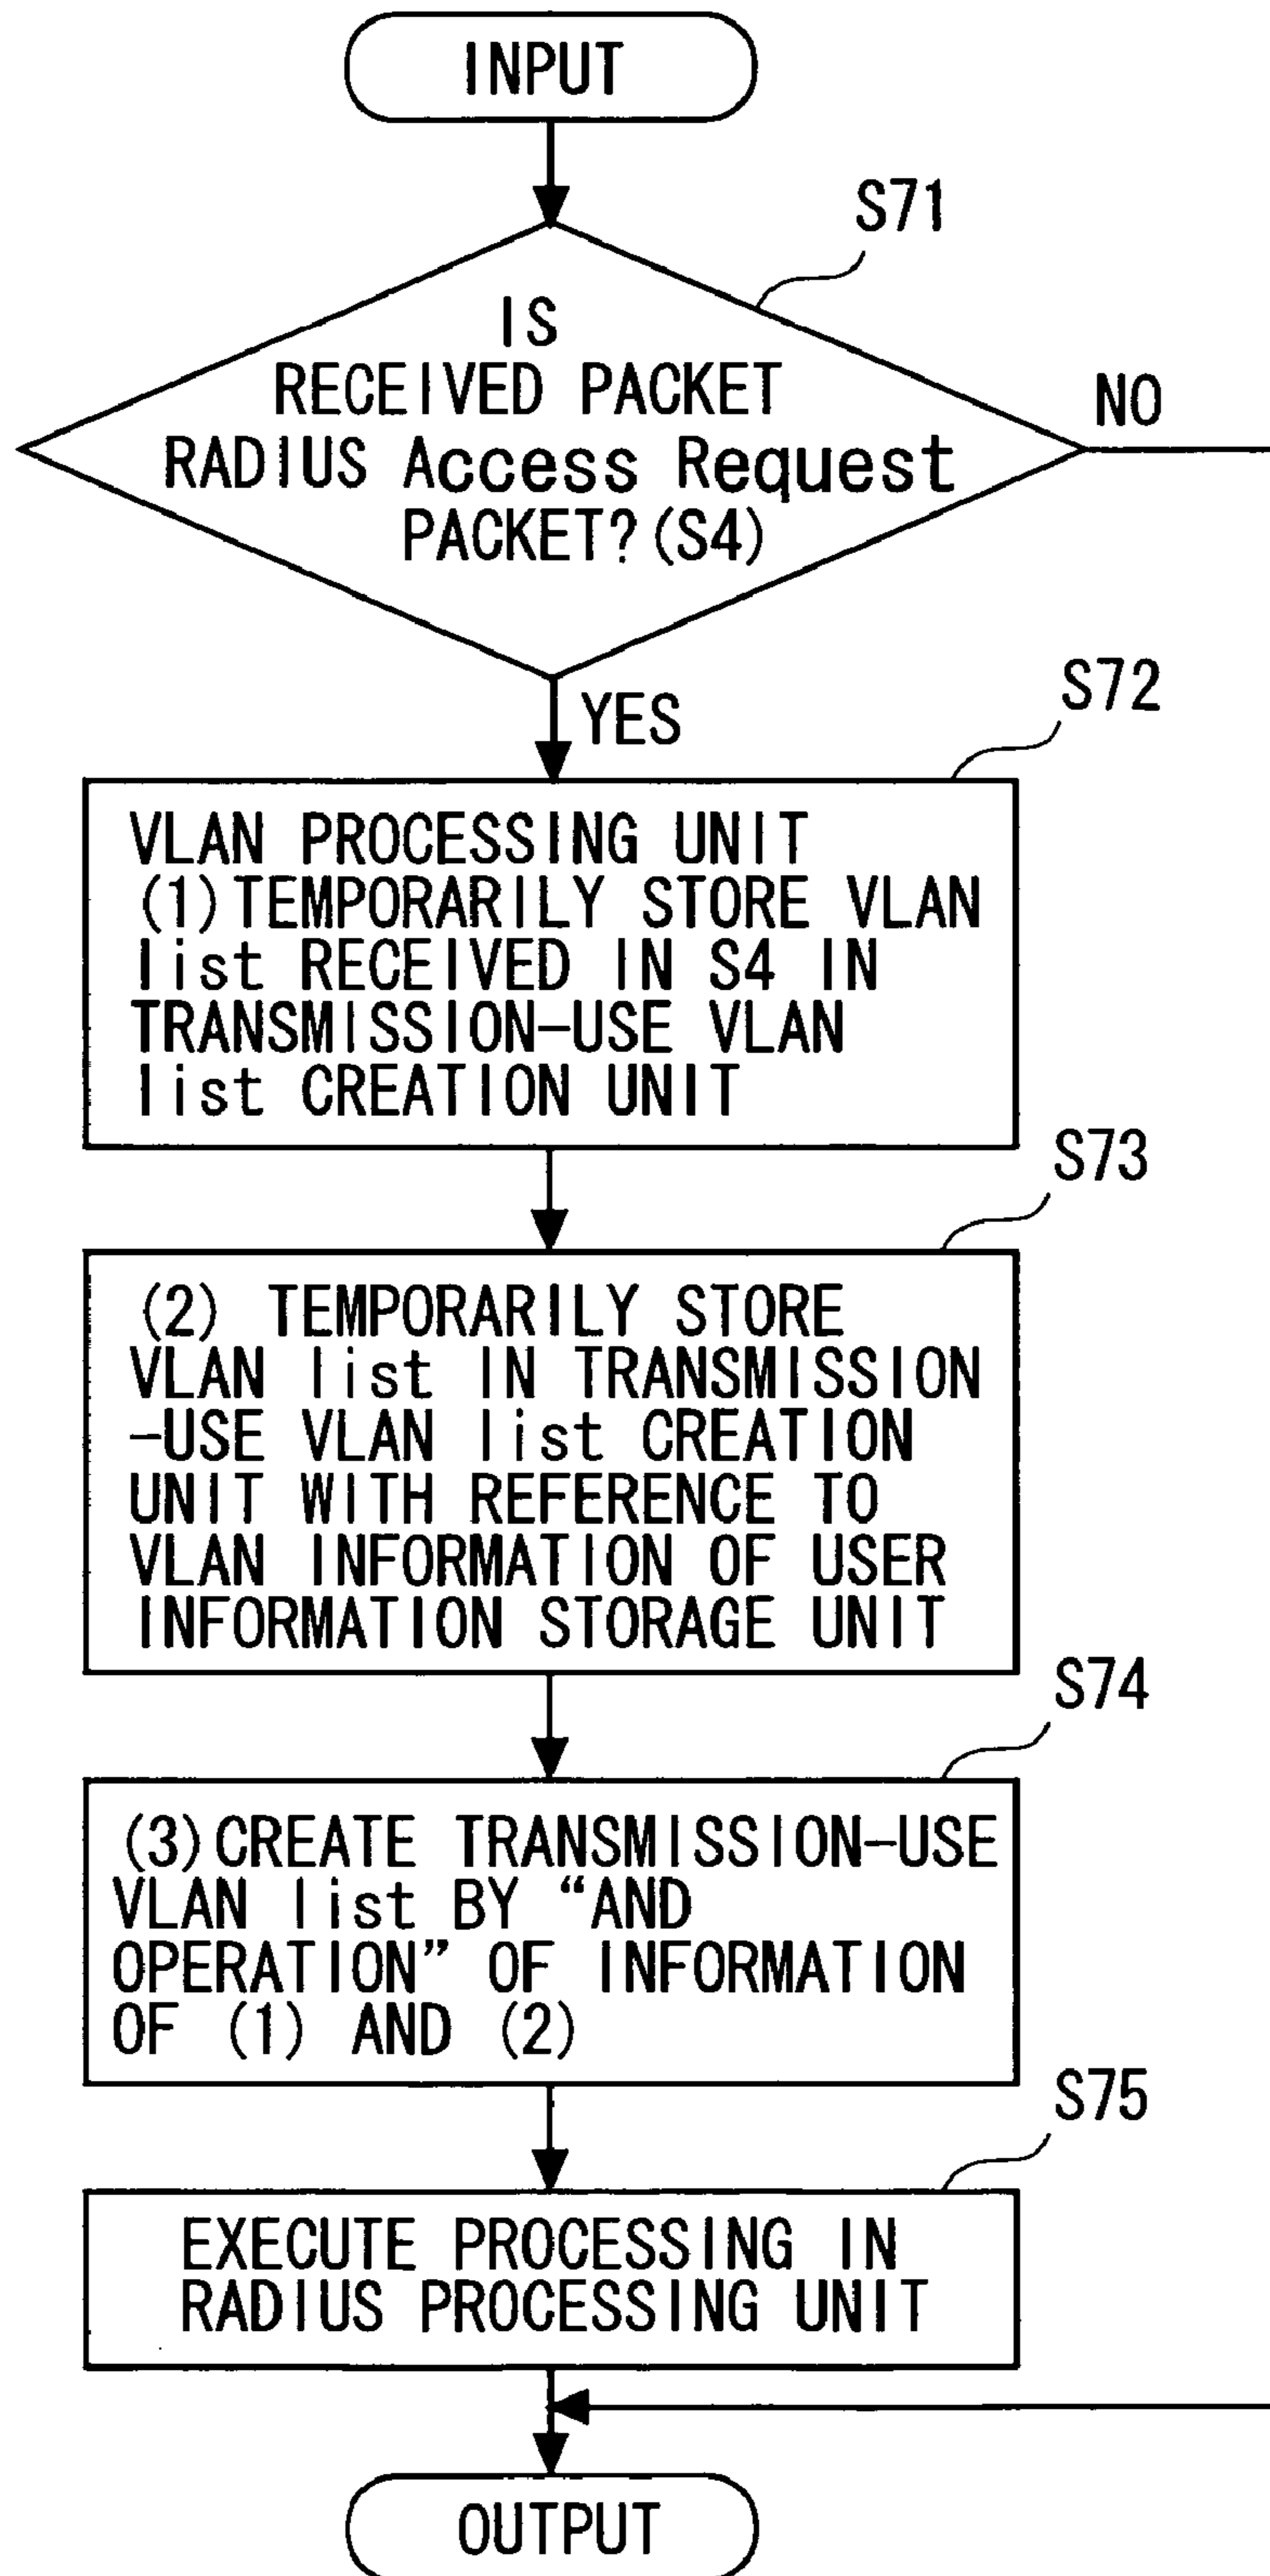 INPUT
S71
IS
RECEIVED PACKET
RADIUS Access Request
PACKET? (S4)
NO
YES
S72
VLAN PROCESSING UNIT
(1) TEMPORARILY STORE VLAN
list RECEIVED IN S4 IN
TRANSMISSION-USE VLAN
list CREATION UNIT
S73
(2) TEMPORARILY STORE
VLAN list IN TRANSMISSION
-USE VLAN list CREATION
UNIT WITH REFERENCE TO
VLAN INFORMATION OF USER
INFORMATION STORAGE UNIT
S74
(3) CREATE TRANSMISSION-USE
VLAN list BY “AND
OPERATION” OF INFORMATION
OF (1) AND (2)
S75
EXECUTE PROCESSING IN
RADIUS PROCESSING UNIT
OUTPUT